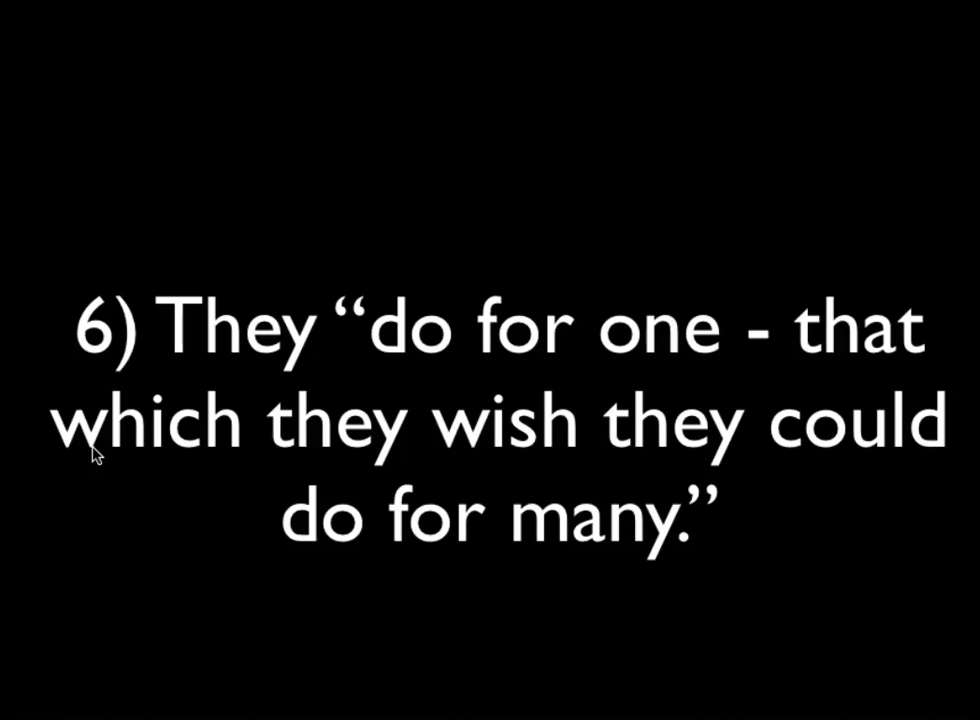 6) They “do for one - that
which they wish they could
do for many.”